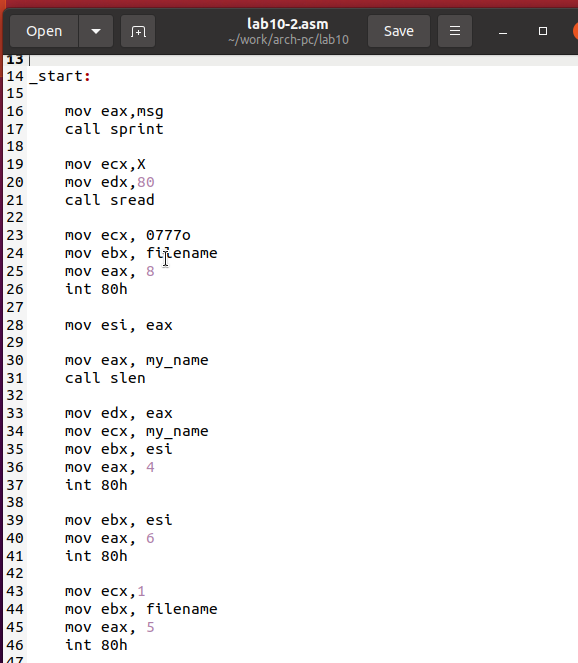 Open
lab10-2.asm
~/work/arch-pc/lab10
Save
13
14 _start:
15
16 mov eax,msg
17 call sprint
18
19 mov ecx,X
20 mov edx,80
21 call sread
22
23 mov ecx, 0777o
24 mov ebx, filename
25 mov eax, 8
26 int 80h
27
28 mov esi, eax
29
30 mov eax, my_name
31 call slen
32
33 mov edx, eax
34 mov ecx, my_name
35 mov ebx, esi
36 mov eax, 4
37 int 80h
38
39 mov ebx, esi
40 mov eax, 6
41 int 80h
42
43 mov ecx,1
44 mov ebx, filename
45 mov eax, 5
46 int 80h
47